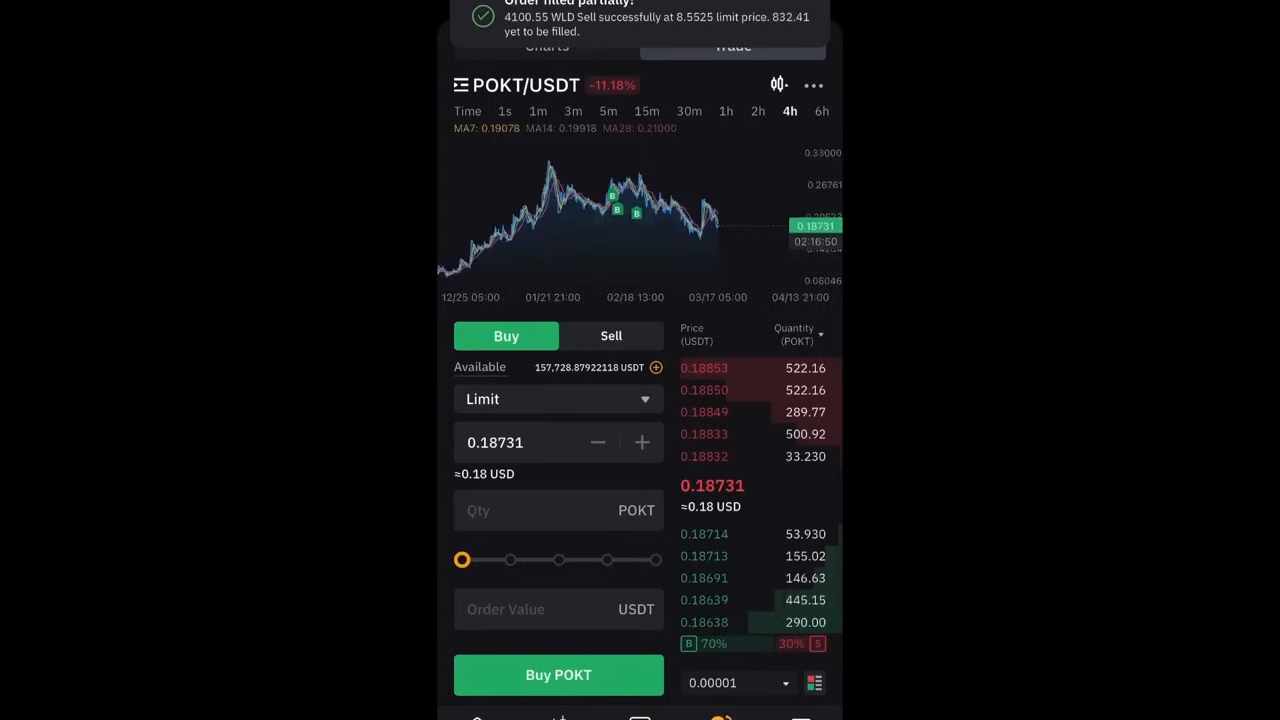 Order filled partially!
4100.55 WLD Sell successfully at 8.5525 limit price. 832.41
yet to be filled.
Charts Trade
POKT/USDT -11.18%
Time 1s 1m 3m 5m 15m 30m 1h 2h 4h 6h
MA7: 0.19078 MA14: 0.19918 MA28: 0.21000
0.33000
0.26761
B
B
B
0.18731
02:16:50
0.08046
12/25 05:00 01/21 21:00 02/18 13:00 03/17 05:00 04/13 21:00
Buy Sell
Available 157,728.87922118 USDT
Limit
0.18731
≈0.18 USD
Qty POKT
Order Value USDT
Buy POKT
Price Quantity
(USDT) (POKT)
0.18853 522.16
0.18850 522.16
0.18849 289.77
0.18833 500.92
0.18832 33.230
0.18731
≈0.18 USD
0.18714 53.930
0.18713 155.02
0.18691 146.63
0.18639 445.15
0.18638 290.00
B 70% 30% S
0.00001